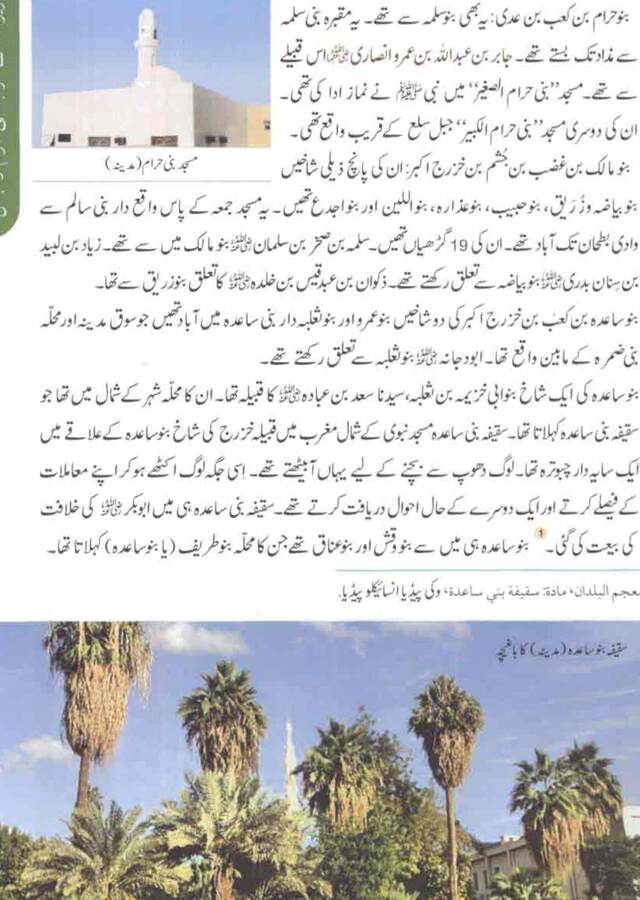 بنو حرام بن کعب بن عدی: یہ بھی بنو سلمہ سے تھے۔ یہ مقبرہ بنی سلمہ
سے مذاد تک بستے تھے۔ جابر بن عبداللہ بن عمرو انصاری رضی اللہ عنہ اس قبیلے
سے تھے۔ مسجد ”بنی حرام الصغیر“ میں نبی ﷺ نے نماز ادا کی تھی۔
ان کی دوسری مسجد ”بنی حرام الکبیر“ جبل سلع کے قریب واقع تھی۔
مسجد بنی حرام (مدینہ)
بنو مالک بن غضب بن جُشم بن خزرج اکبر: ان کی پانچ ذیلی شاخیں
بنو بیاضہ و زُرَیق، بنو حبیب، بنو عذارہ، بنو اللین اور بنو اجدع تھیں۔ یہ مسجد جمعہ کے پاس واقع دار بنی سالم سے
وادی بطحان تک آباد تھے۔ ان کی 19 گڑھیاں تھیں۔ سلمہ بن صخر بن سلمان رضی اللہ عنہ بنو مالک میں سے تھے۔ زیاد بن لبید
بن سِنان بدری رضی اللہ عنہ بنو بیاضہ سے تعلق رکھتے تھے۔ ذکوان بن عبد قیس بن خلدہ رضی اللہ عنہ کا تعلق بنو زریق سے تھا۔
بنو ساعدہ بن کعب بن خزرج اکبر کی دو شاخیں بنو عمرو اور بنو ثعلبہ دار بنی ساعدہ میں آباد تھیں جو سوق مدینہ اور محلّہ
بنی ضمرہ کے مابین واقع تھا۔ ابو دجانہ رضی اللہ عنہ بنو ثعلبہ سے تعلق رکھتے تھے۔
بنو ساعدہ کی ایک شاخ بنو ابی خزیمہ بن ثعلبہ، سیدنا سعد بن عبادہ رضی اللہ عنہ کا قبیلہ تھا۔ ان کا محلّہ شہر کے شمال میں تھا جو
سقیفہ بنی ساعدہ کہلاتا تھا۔ سقیفہ بنی ساعدہ مسجد نبوی کے شمال مغرب میں قبیلہ خزرج کی شاخ بنو ساعدہ کے علاقے میں
ایک سایہ دار چبوترہ تھا۔ لوگ دھوپ سے بچنے کے لیے یہاں آبیٹھتے تھے۔ اِسی جگہ لوگ اکٹھے ہو کر اپنے معاملات
کے فیصلے کرتے اور ایک دوسرے کے حال احوال دریافت کرتے تھے۔ سقیفہ بنی ساعدہ ہی میں ابوبکر رضی اللہ عنہ کی خلافت
کی بیعت کی گئی۔ 1 بنو ساعدہ ہی میں سے بنو وقش اور بنو عناق تھے جن کا محلہ بنو طریف (یا بنو ساعدہ) کہلاتا تھا۔
معجم البلدان، مادة: سقيفة بني ساعدة، وکی پیڈیا انسائیکلو پیڈیا۔
سقیفہ بنو ساعدہ (مدینہ) کا باغیچہ